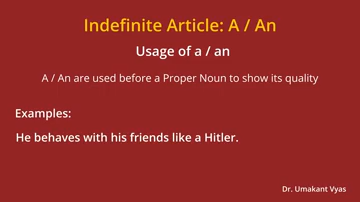 Indefinite Article: A / An
Usage of a / an
A / An are used before a Proper Noun to show its quality
Examples:
He behaves with his friends like a Hitler.
Dr. Umakant Vyas